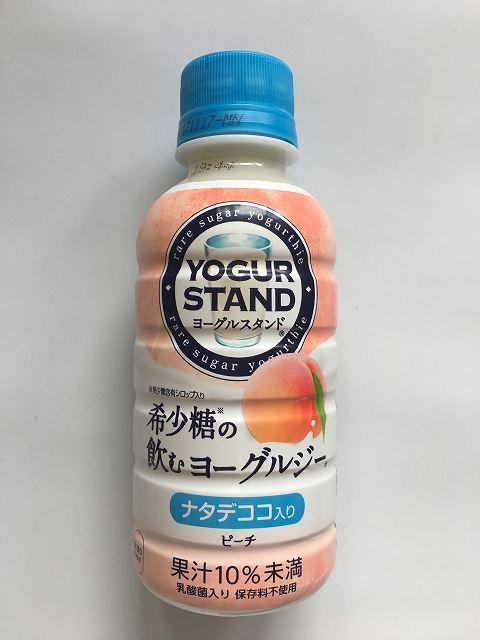 rare sugar yogurthie
YOGUR
STAND
ヨーグルスタンド®
rare sugar yogurthie
※希少糖含有シロップ入り
希少糖※の
飲むヨーグルジー®
ナタデココ入り
ピーチ
果汁10%未満
乳酸菌入り 保存料不使用